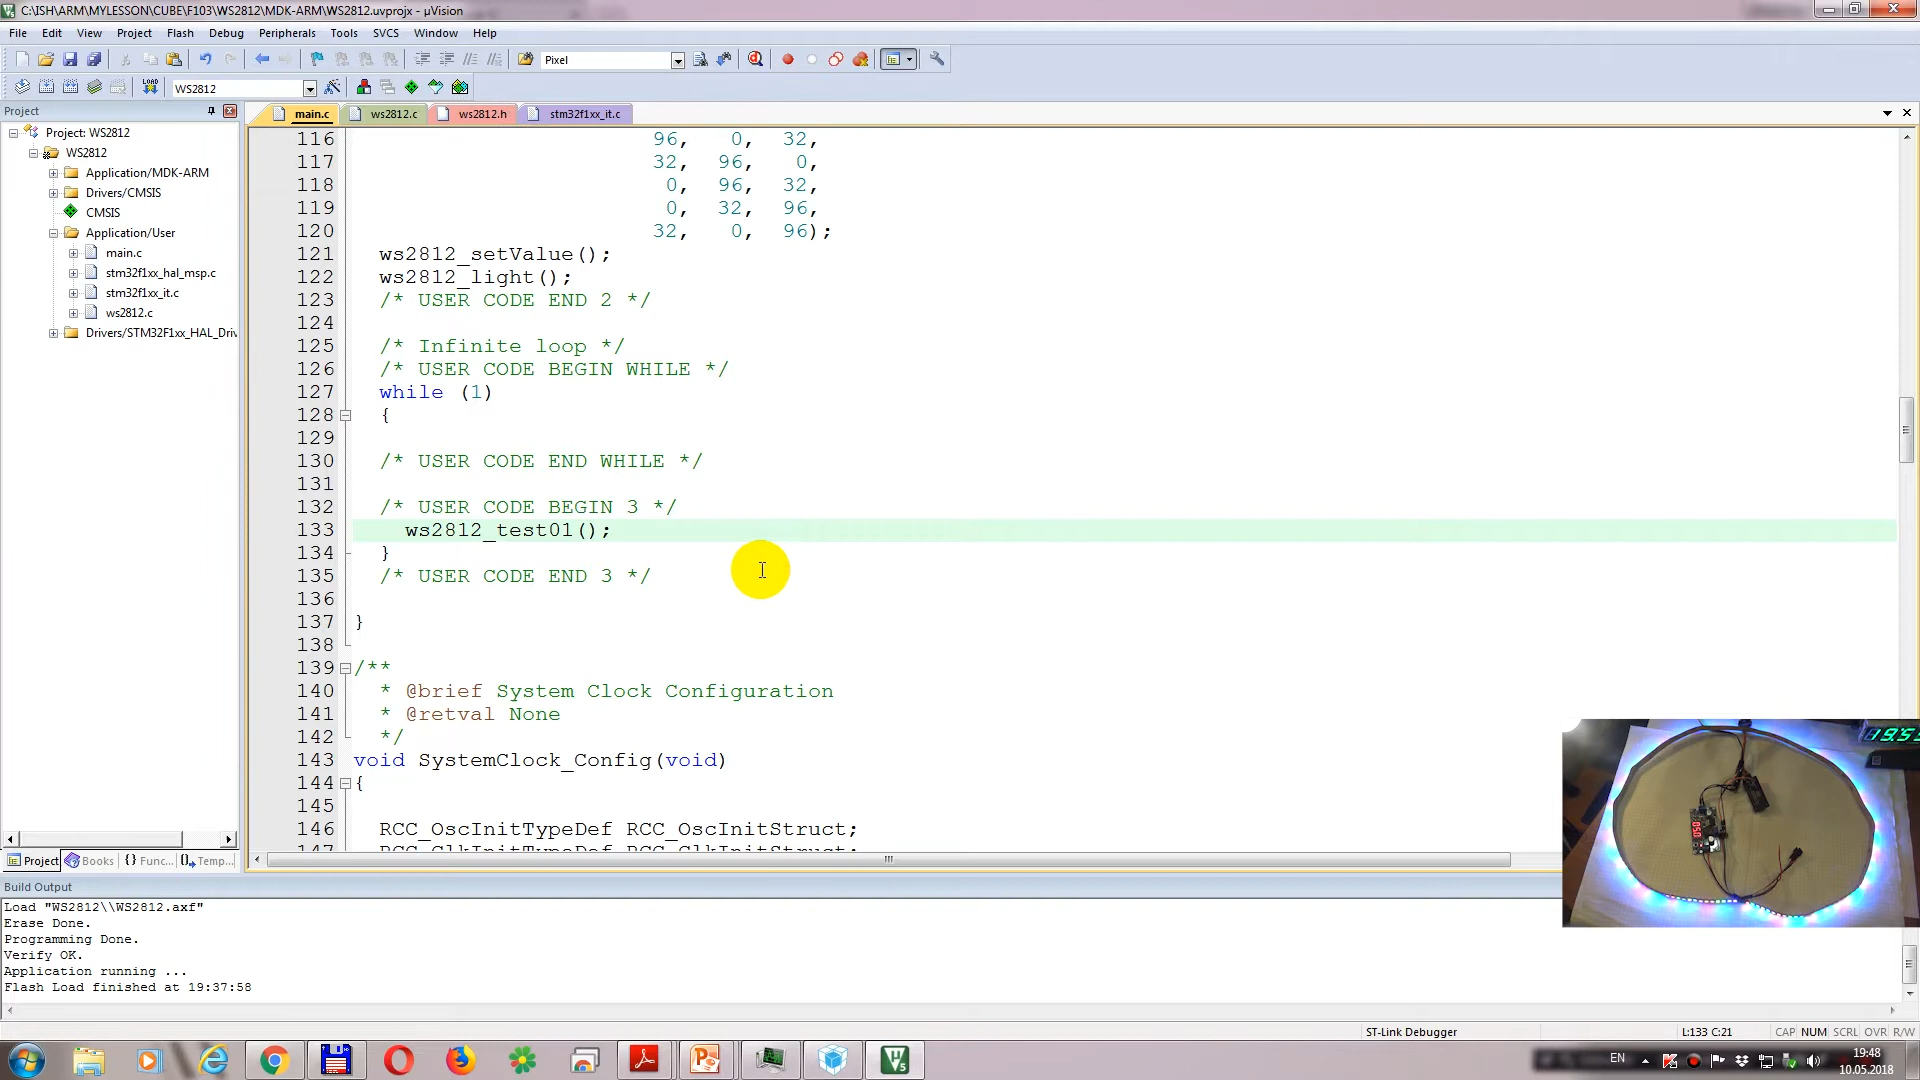 C:\ISH\ARM\MYLESSON\CUBE\F103\WS2812\MDK-ARM\WS2812.uvprojx - µVision
File Edit View Project Flash Debug Peripherals Tools SVCS Window Help
Pixel
LOAD WS2812
Project
main.c ws2812.c ws2812.h stm32f1xx_it.c
Project: WS2812
WS2812
Application/MDK-ARM
Drivers/CMSIS
CMSIS
Application/User
main.c
stm32f1xx_hal_msp.c
stm32f1xx_it.c
ws2812.c
Drivers/STM32F1xx_HAL_Driv
Project Books {} Func... Temp...
116 96, 0, 32,
117 32, 96, 0,
118 0, 96, 32,
119 0, 32, 96,
120 32, 0, 96);
121 ws2812_setValue();
122 ws2812_light();
123 /* USER CODE END 2 */
124
125 /* Infinite loop */
126 /* USER CODE BEGIN WHILE */
127 while (1)
128 {
129
130 /* USER CODE END WHILE */
131
132 /* USER CODE BEGIN 3 */
133 ws2812_test01();
134 }
135 /* USER CODE END 3 */
136
137 }
138
139 /**
140 * @brief System Clock Configuration
141 * @retval None
142 */
143 void SystemClock_Config(void)
144 {
145
146 RCC_OscInitTypeDef RCC_OscInitStruct;
147 RCC_ClkInitTypeDef RCC_ClkInitStruct;
Build Output
Load "WS2812\\WS2812.axf"
Erase Done.
Programming Done.
Verify OK.
Application running ...
Flash Load finished at 19:37:58
ST-Link Debugger L:133 C:21 CAP NUM SCRL OVR R/W
EN
19:48
10.05.2018